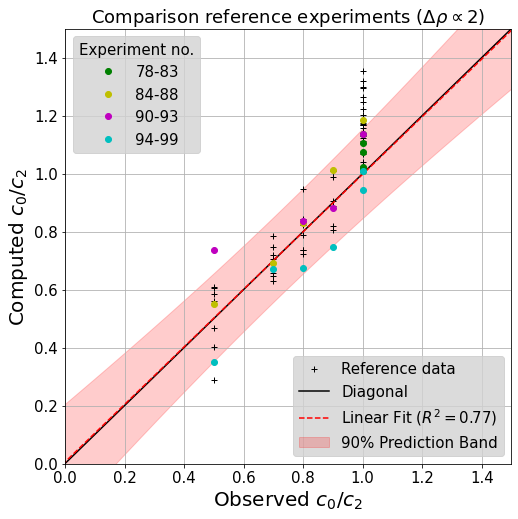 Comparison reference experiments (Δρ ∝ 2)
Experiment no.
78-83
84-88
90-93
94-99
Computed c₀/c₂
1.4
1.2
1.0
0.8
0.6
0.4
0.2
0.0
Reference data
Diagonal
Linear Fit (R² = 0.77)
90% Prediction Band
0.0 0.2 0.4 0.6 0.8 1.0 1.2 1.4
Observed c₀/c₂